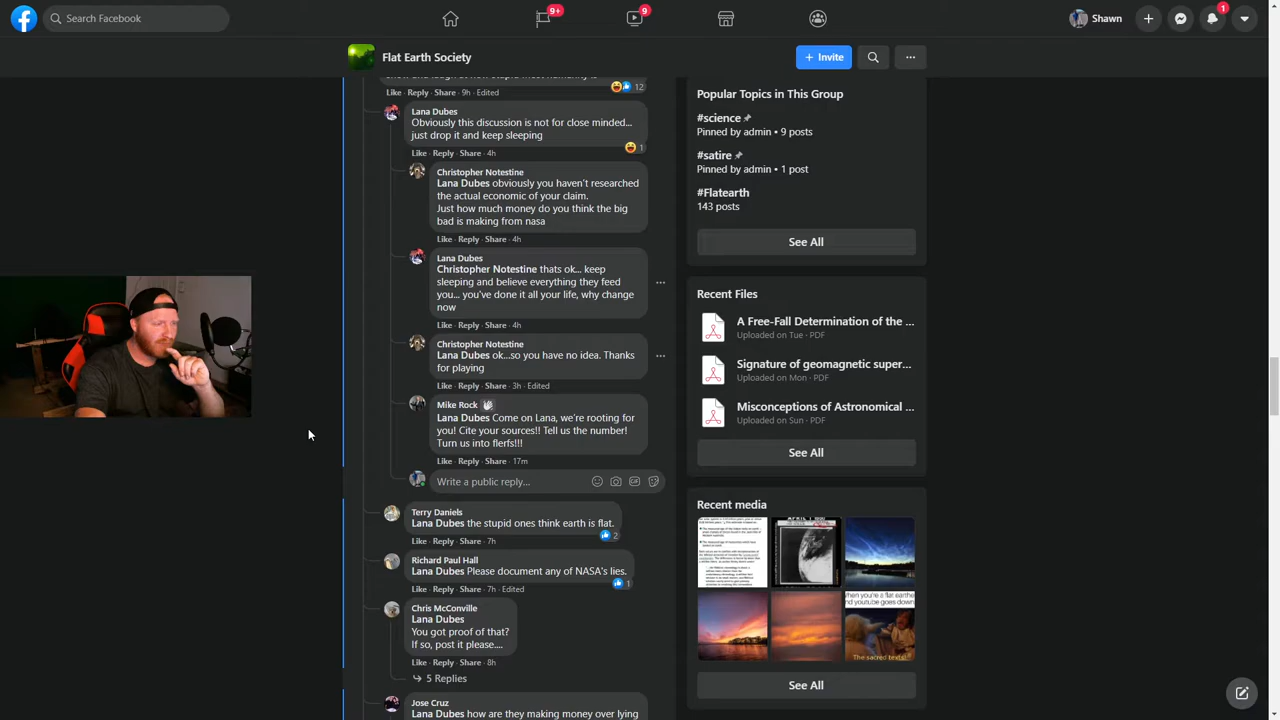 Search Facebook
9+
9
Shawn
1
Flat Earth Society
+ Invite
12
Like · Reply · Share · 9h · Edited
Lana Dubes
Obviously this discussion is not for close minded...
just drop it and keep sleeping
1
Like · Reply · Share · 4h
Christopher Notestine
Lana Dubes obviously you haven't researched
the actual economic of your claim.
Just how much money do you think the big
bad is making from nasa
Like · Reply · Share · 4h
Lana Dubes
Christopher Notestine thats ok... keep
sleeping and believe everything they feed
you... you've done it all your life, why change
now
Like · Reply · Share · 4h
Christopher Notestine
Lana Dubes ok...so you have no idea. Thanks
for playing
Like · Reply · Share · 3h · Edited
Mike Rock
Lana Dubes Come on Lana, we're rooting for
you! Cite your sources!! Tell us the number!
Turn us into flerfs!!!
Like · Reply · Share · 17m
Write a public reply...
Terry Daniels
Lana Dubes the stupid ones think earth is flat.
2
Like · Reply · Share · 7h
Richard Paul Hall
Lana Dubes Please document any of NASA's lies.
1
Like · Reply · Share · 7h · Edited
Chris McConville
Lana Dubes
You got proof of that?
If so, post it please....
Like · Reply · Share · 8h
5 Replies
Jose Cruz
Lana Dubes how are they making money over lying
Popular Topics in This Group
#science
Pinned by admin • 9 posts
#satire
Pinned by admin • 1 post
#Flatearth
143 posts
See All
Recent Files
A Free-Fall Determination of the ...
Uploaded on Tue · PDF
Signature of geomagnetic super...
Uploaded on Mon · PDF
Misconceptions of Astronomical ...
Uploaded on Sun · PDF
See All
Recent media
when you're a flat earther
and youtube goes down
The sacred texts!
See All